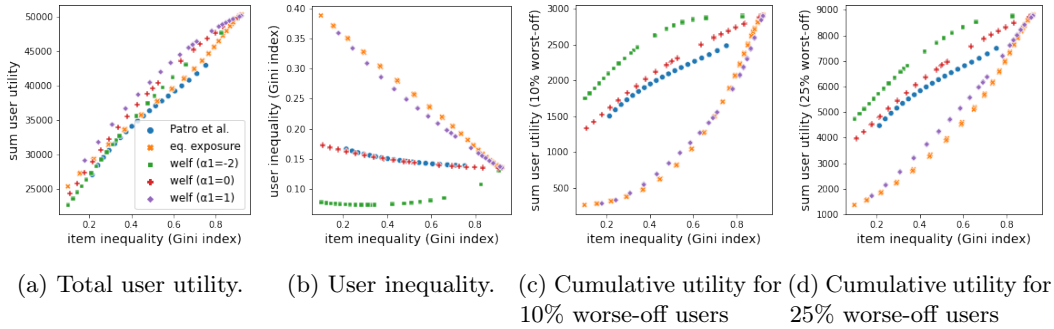 50000
45000
40000
35000
30000
25000
sum user utility
0.2 0.4 0.6 0.8
item inequality (Gini index)
Patro et al.
eq. exposure
welf (α1=-2)
welf (α1=0)
welf (α1=1)
0.40
0.35
0.30
0.25
0.20
0.15
0.10
user inequality (Gini index)
0.2 0.4 0.6 0.8
item inequality (Gini index)
3000
2500
2000
1500
1000
500
sum user utility (10% worst-off)
0.2 0.4 0.6 0.8
item inequality (Gini index)
9000
8000
7000
6000
5000
4000
3000
2000
1000
sum user utility (25% worst-off)
0.2 0.4 0.6 0.8
item inequality (Gini index)
(a) Total user utility.
(b) User inequality.
(c) Cumulative utility for
10% worse-off users
(d) Cumulative utility for
25% worse-off users